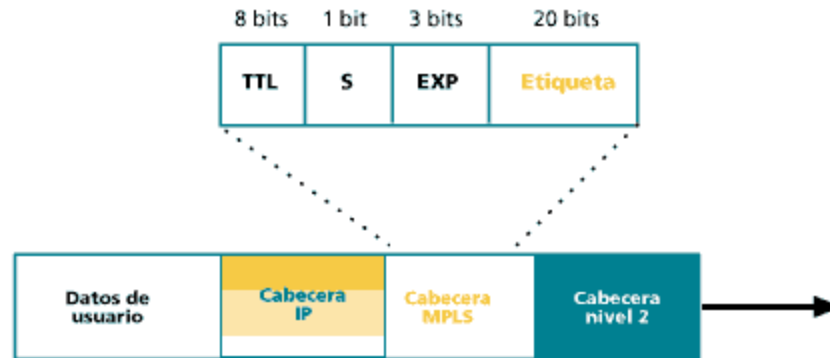 8 bits 1 bit 3 bits 20 bits
TTL S EXP Etiqueta
Datos de
usuario
Cabecera
IP
Cabecera
MPLS
Cabecera
nivel 2